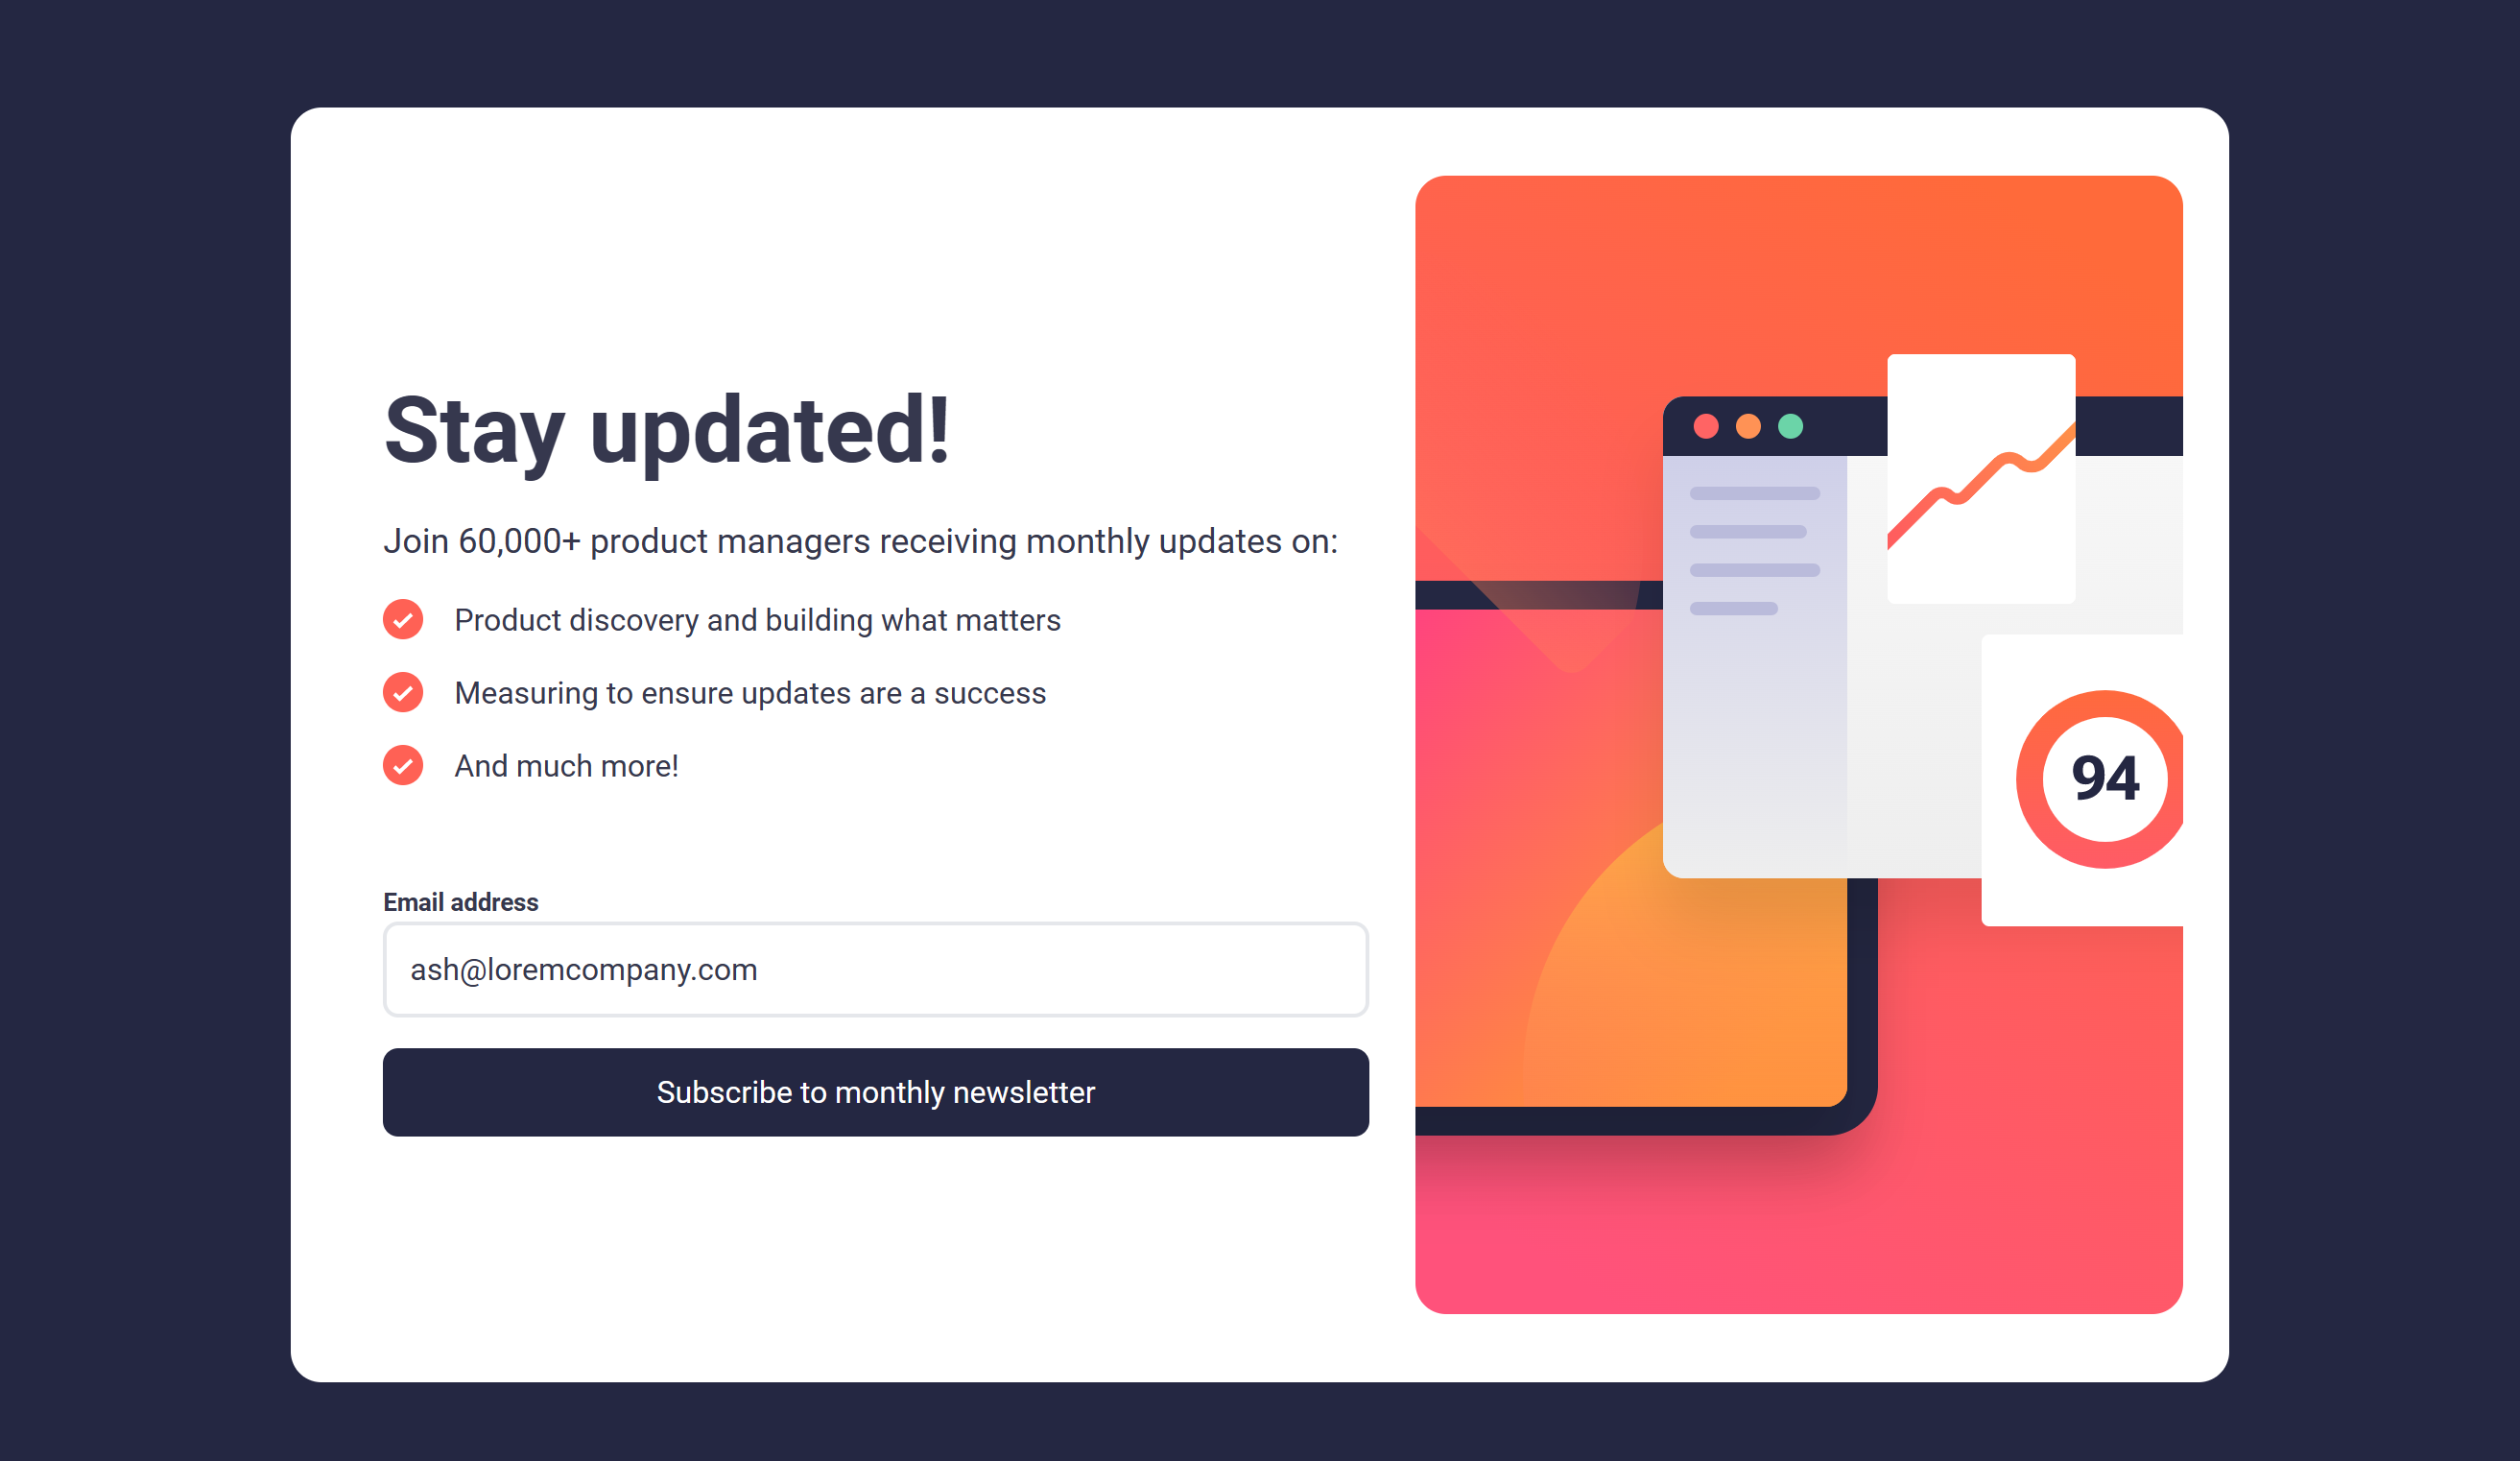 Stay updated!
Join 60,000+ product managers receiving monthly updates on:
Product discovery and building what matters
Measuring to ensure updates are a success
And much more!
Email address
ash@loremcompany.com
Subscribe to monthly newsletter
94